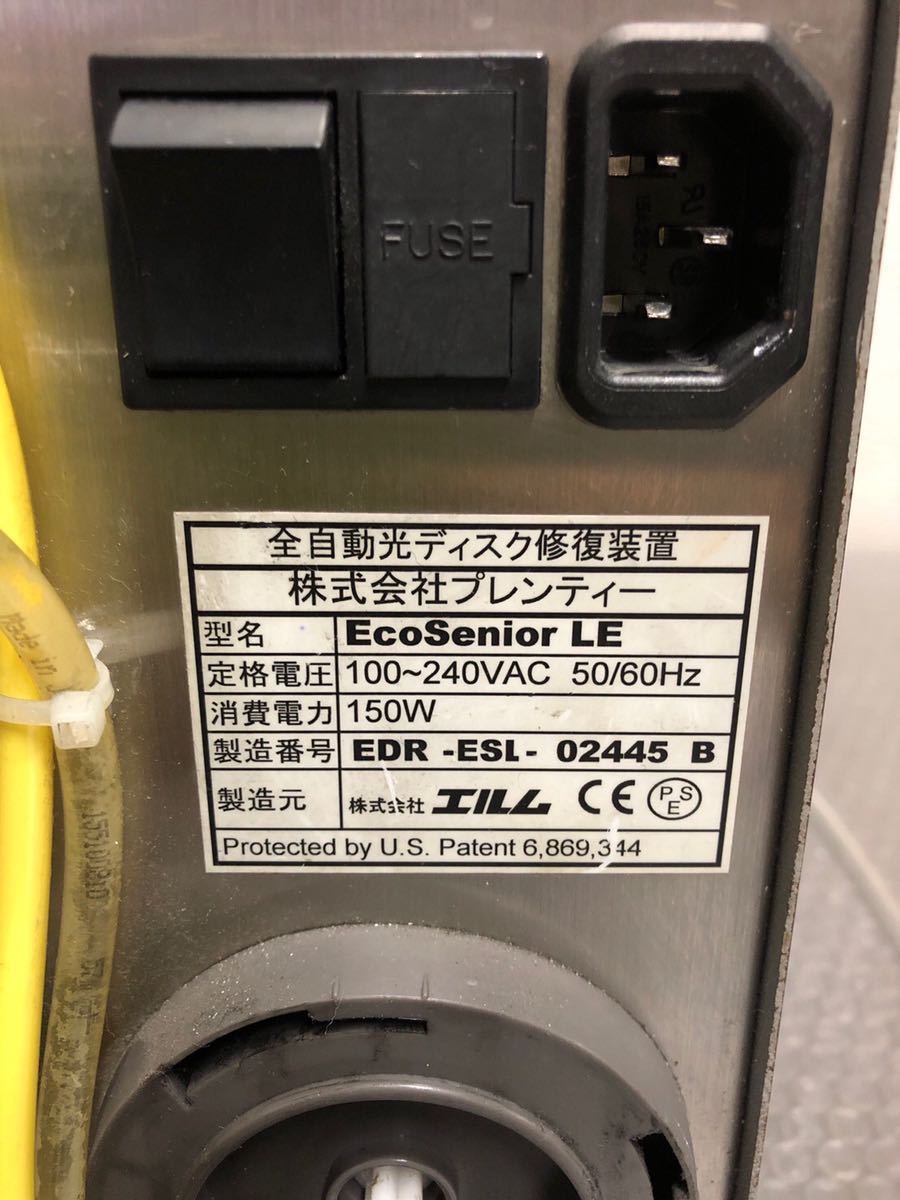 FUSE
全自動光ディスク修復装置
株式会社プレンティー
型名 EcoSenior LE
定格電圧 100~240VAC 50/60Hz
消費電力 150W
製造番号 EDR -ESL- 02445 B
製造元 株式会社 エルム CE PSE
Protected by U.S. Patent 6,869,344
Made in